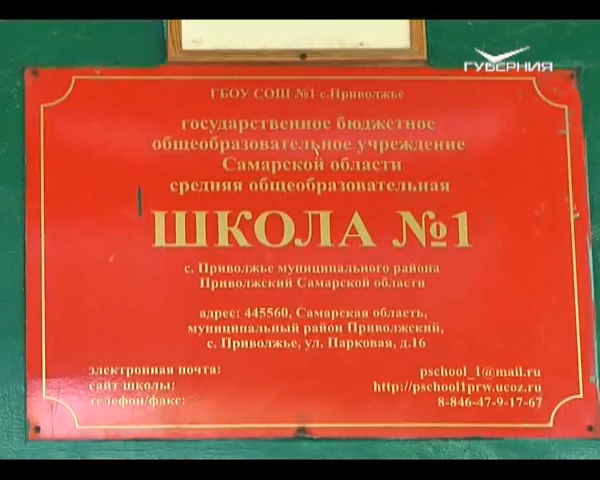 ГУБЕРНИЯ
ГБОУ СОШ №1 с.Приволжье
государственное бюджетное
общеобразовательное учреждение
Самарской области
средняя общеобразовательная
ШКОЛА №1
с. Приволжье муниципального района
Приволжский Самарской области
адрес: 445560, Самарская область,
муниципальный район Приволжский,
с. Приволжье, ул. Парковая, д.16
электронная почта: pschool_1@mail.ru
сайт школы: http://pschool1prw.ucoz.ru
телефон/факс: 8-846-47-9-17-67